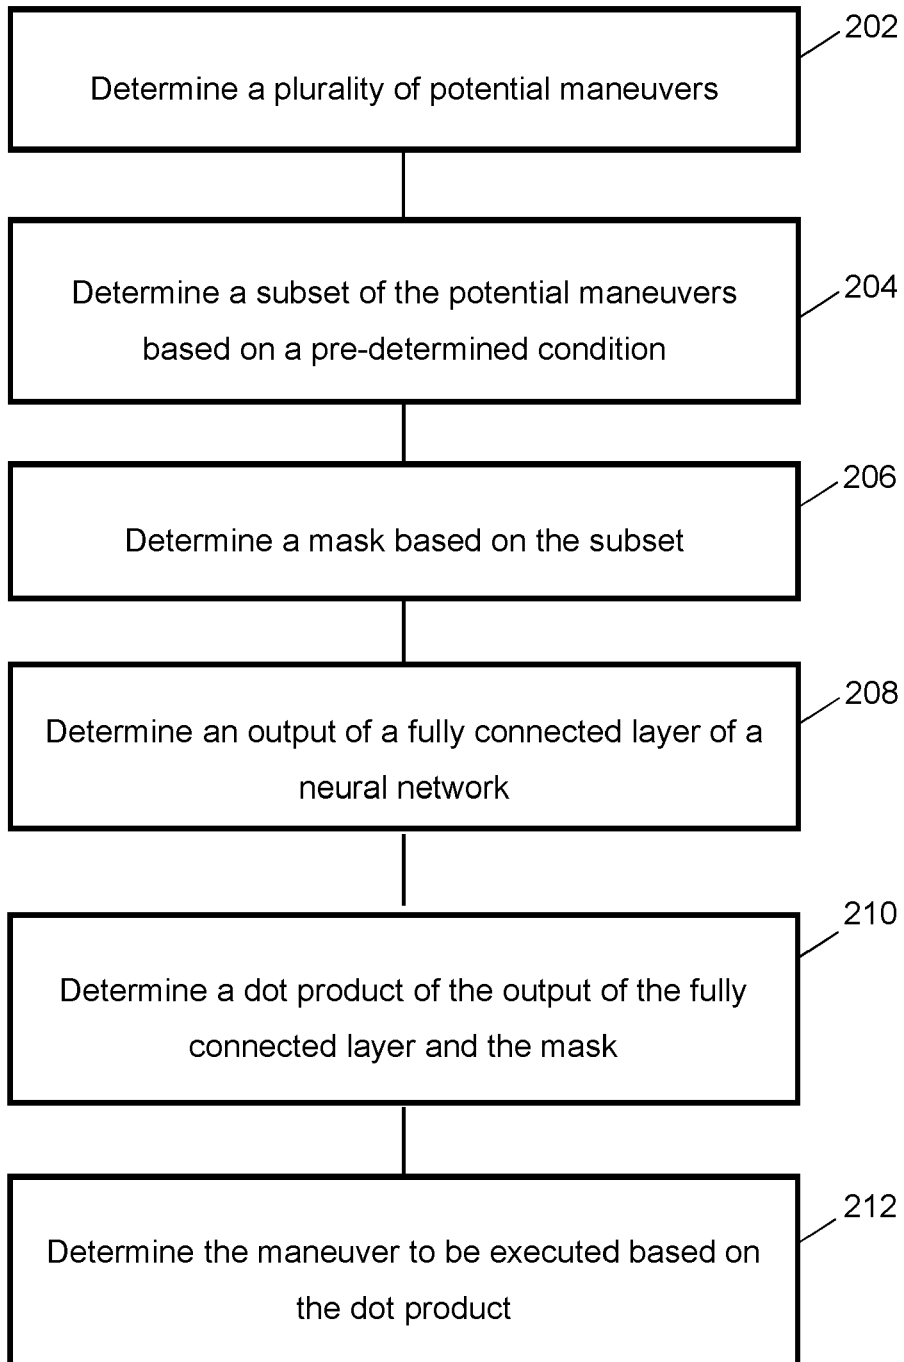 202
Determine a plurality of potential maneuvers
204
Determine a subset of the potential maneuvers
based on a pre-determined condition
206
Determine a mask based on the subset
208
Determine an output of a fully connected layer of a
neural network
210
Determine a dot product of the output of the fully
connected layer and the mask
212
Determine the maneuver to be executed based on
the dot product